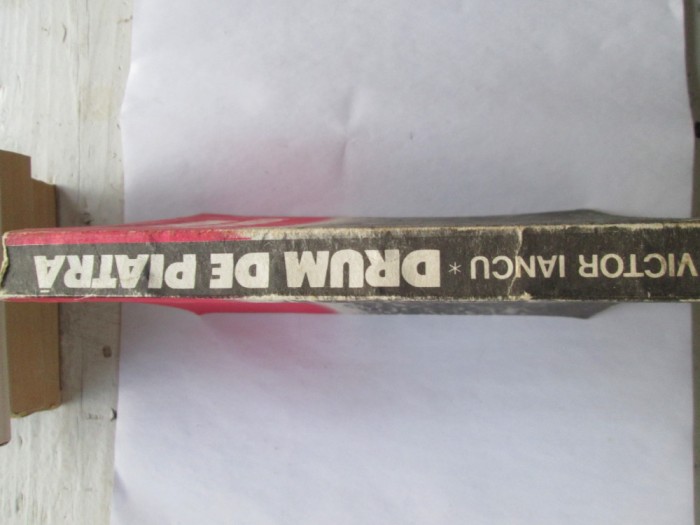 VICTOR IANCU * DRUM DE PIATRĂ